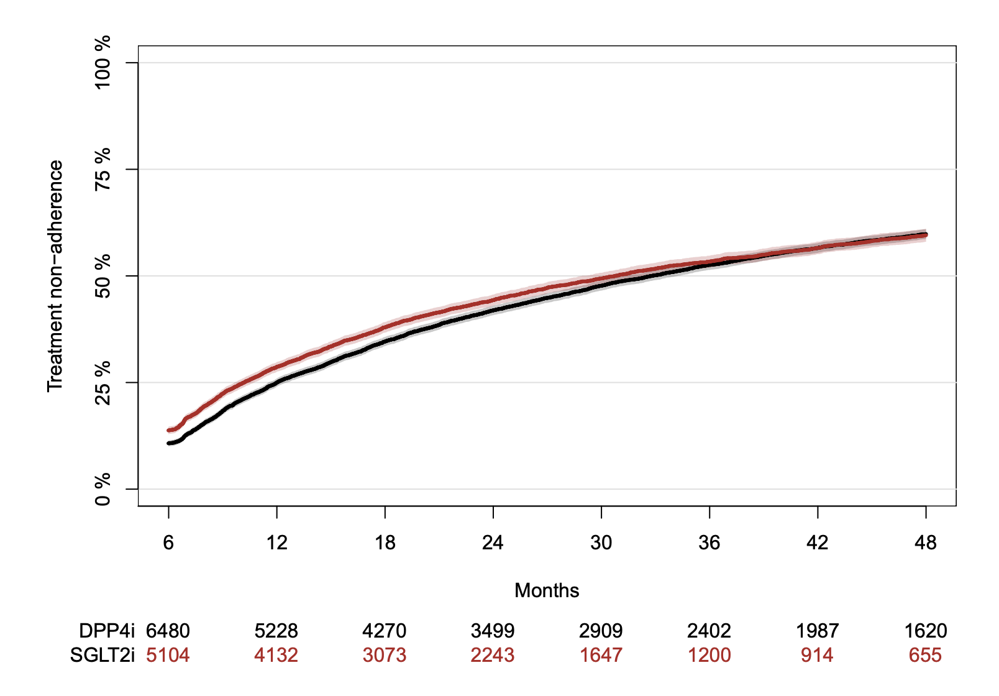 100 %
75 %
50 %
25 %
0 %
Treatment non−adherence
6 12 18 24 30 36 42 48
Months
DPP4i 6480 5228 4270 3499 2909 2402 1987 1620
SGLT2i 5104 4132 3073 2243 1647 1200 914 655